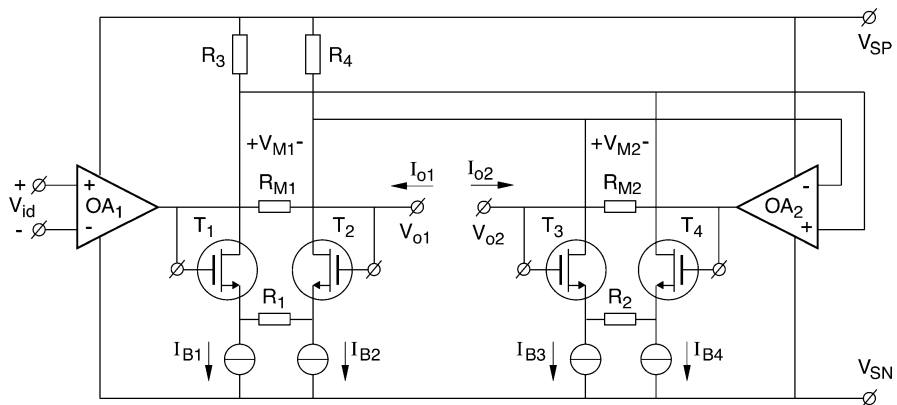 V_SP
R_3
R_4
+V_M1-
+V_M2-
I_o1
I_o2
R_M1
R_M2
+
V_id
-
+
OA_1
-
-
OA_2
+
V_o1
V_o2
T_1
T_2
T_3
T_4
R_1
R_2
I_B1
I_B2
I_B3
I_B4
V_SN